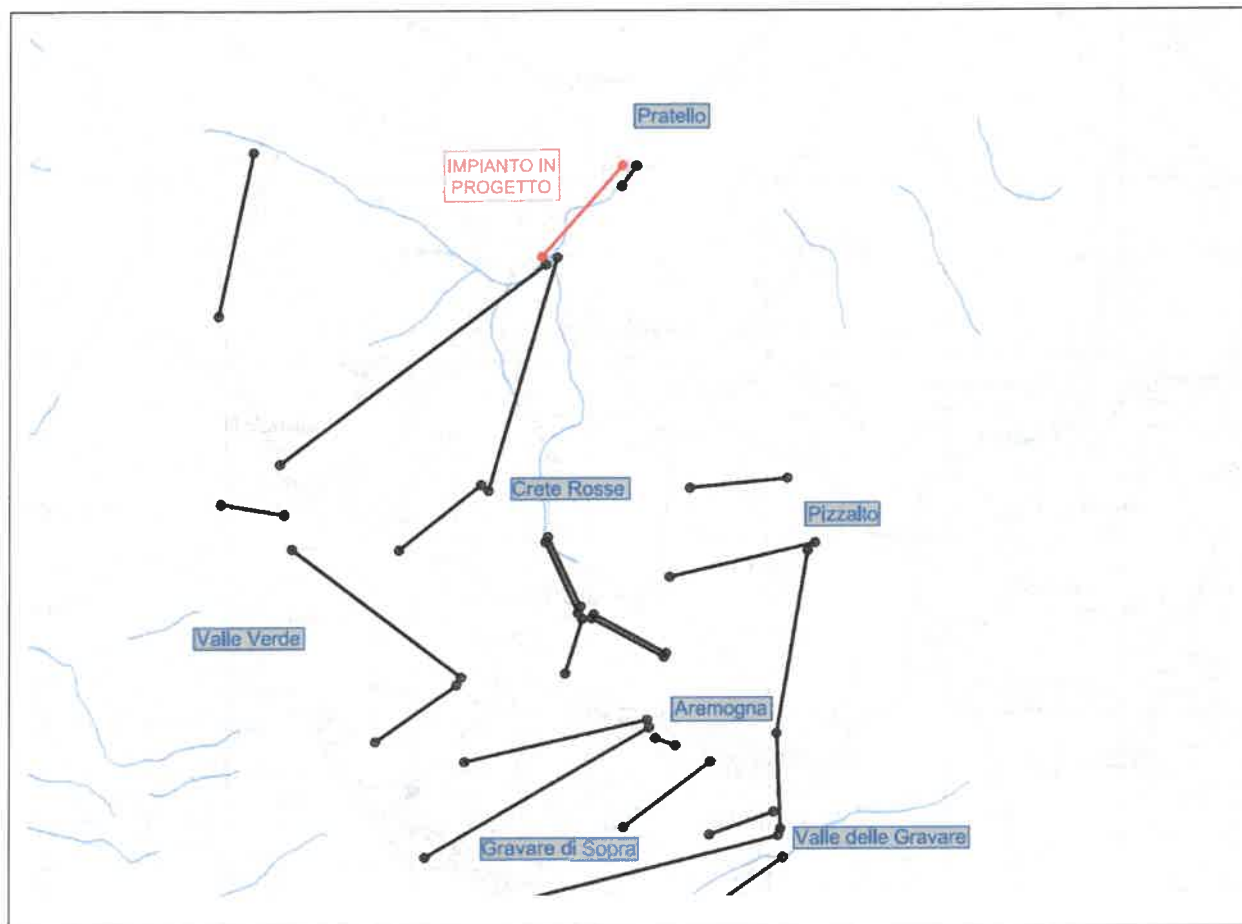 Pratello
IMPIANTO IN
PROGETTO
Crete Rosse
Pizzalto
Valle Verde
Aremogna
Gravare di Sopra
Valle delle Gravare